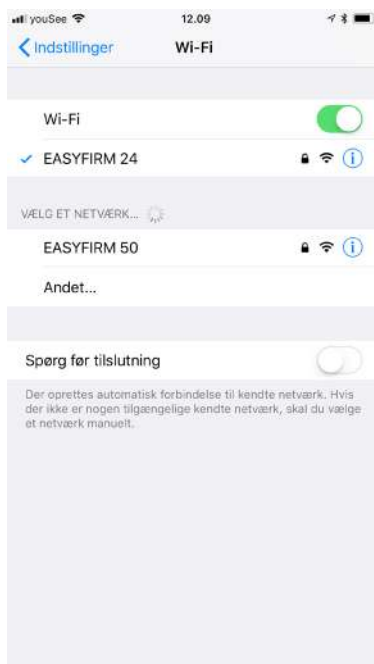 youSee 12.09
Indstillinger Wi-Fi
Wi-Fi
EASYFIRM 24
VÆLG ET NETVÆRK...
EASYFIRM 50
Andet...
Spørg før tilslutning
Der oprettes automatisk forbindelse til kendte netværk. Hvis
der ikke er nogen tilgængelige kendte netværk, skal du vælge
et netværk manuelt.